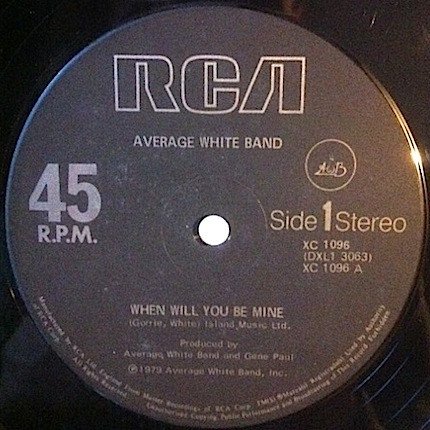 RCA
AVERAGE WHITE BAND
AWB
45
R.P.M.
Side 1 Stereo
XC 1096
(DXL1 3063)
XC 1096 A
WHEN WILL YOU BE MINE
(Gorrie, White) Island Music Ltd.
Produced by
Average White Band and Gene Paul
℗1979 Average White Band, Inc.